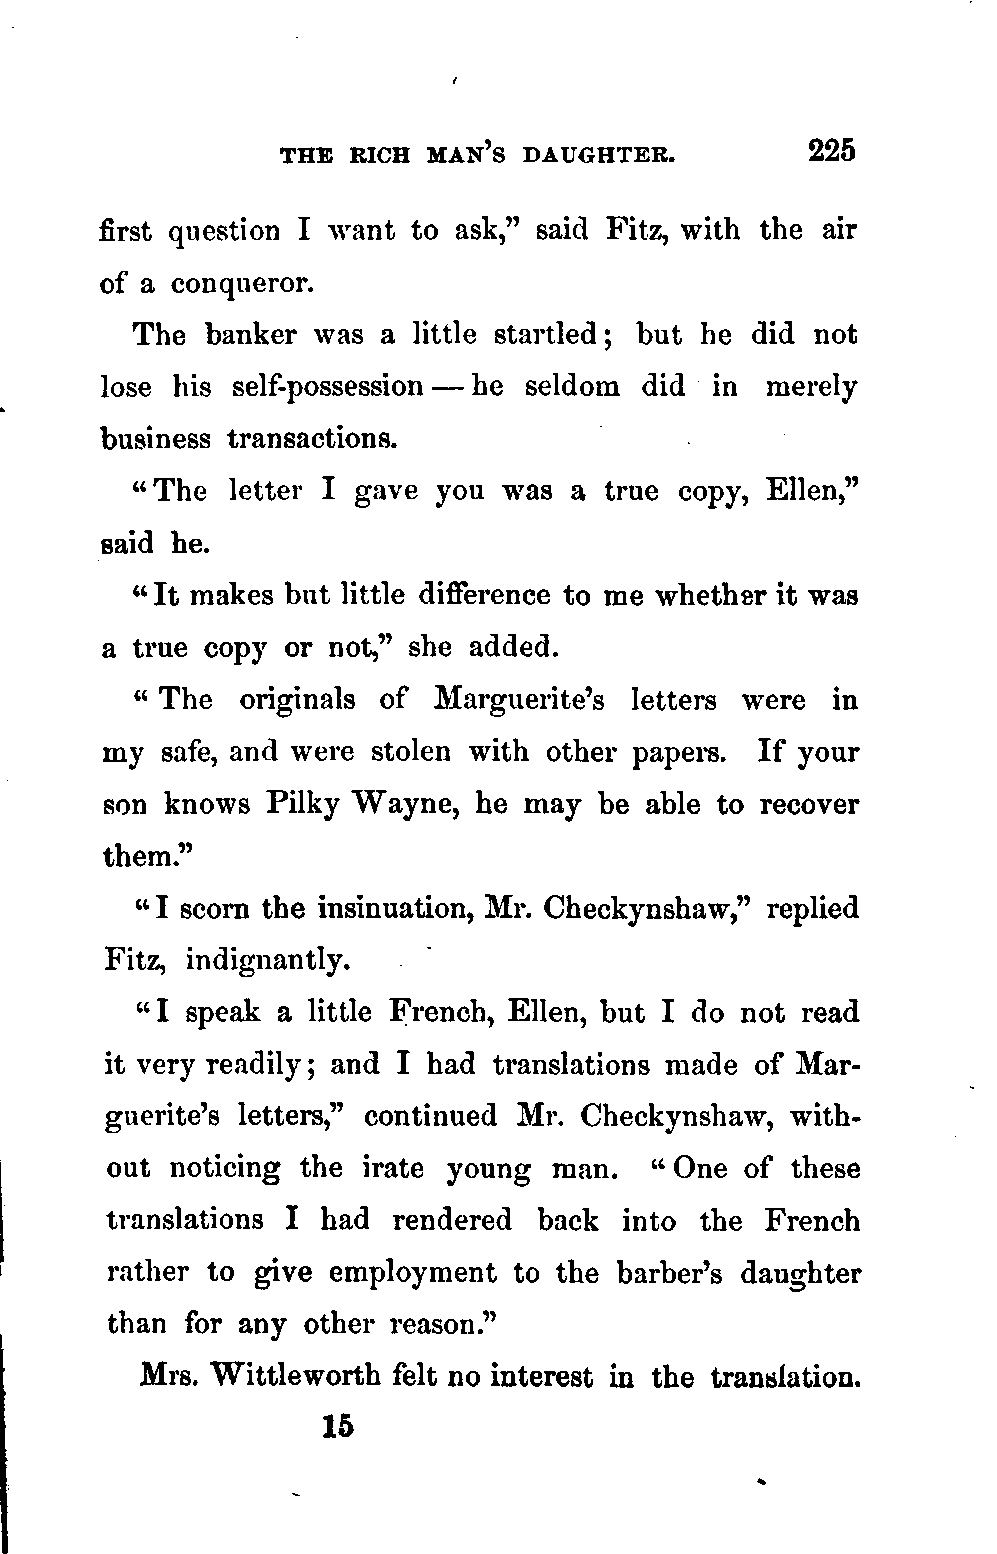 THE RICH MAN'S DAUGHTER. 225
first question I want to ask,” said Fitz, with the air
of a conqueror.
The banker was a little startled; but he did not
lose his self-possession — he seldom did in merely
business transactions.
“The letter I gave you was a true copy, Ellen,”
said he.
“It makes but little difference to me whether it was
a true copy or not,” she added.
“The originals of Marguerite's letters were in
my safe, and were stolen with other papers. If your
son knows Pilky Wayne, he may be able to recover
them.”
“I scorn the insinuation, Mr. Checkynshaw,” replied
Fitz, indignantly.
“I speak a little French, Ellen, but I do not read
it very readily; and I had translations made of Mar-
guerite's letters,” continued Mr. Checkynshaw, with-
out noticing the irate young man. “One of these
translations I had rendered back into the French
rather to give employment to the barber's daughter
than for any other reason.”
Mrs. Wittleworth felt no interest in the translation.
15